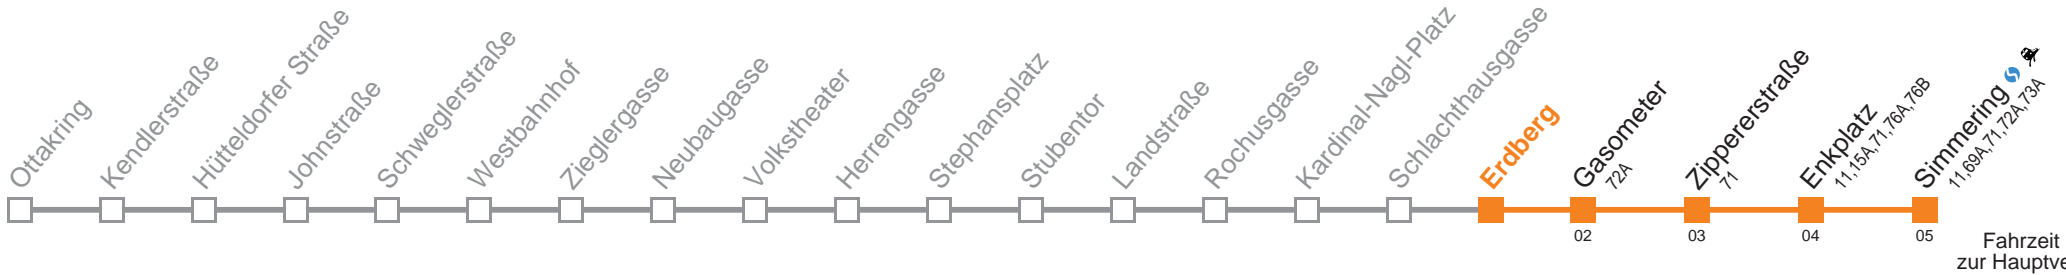 Ottakring
Kendlerstraße
Hütteldorfer Straße
Johnstraße
Schweglerstraße
Westbahnhof
Zieglergasse
Neubaugasse
Volkstheater
Herrengasse
Stephansplatz
Stubentor
Landstraße
Rochusgasse
Kardinal-Nagl-Platz
Schlachthausgasse
Erdberg
Gasometer
72A
Zippererstraße
71
Enkplatz
11,15A,71,76A,76B
Simmering
11,69A,71,72A,73A
02
03
04
05
Fahrzeit
zur Hauptve